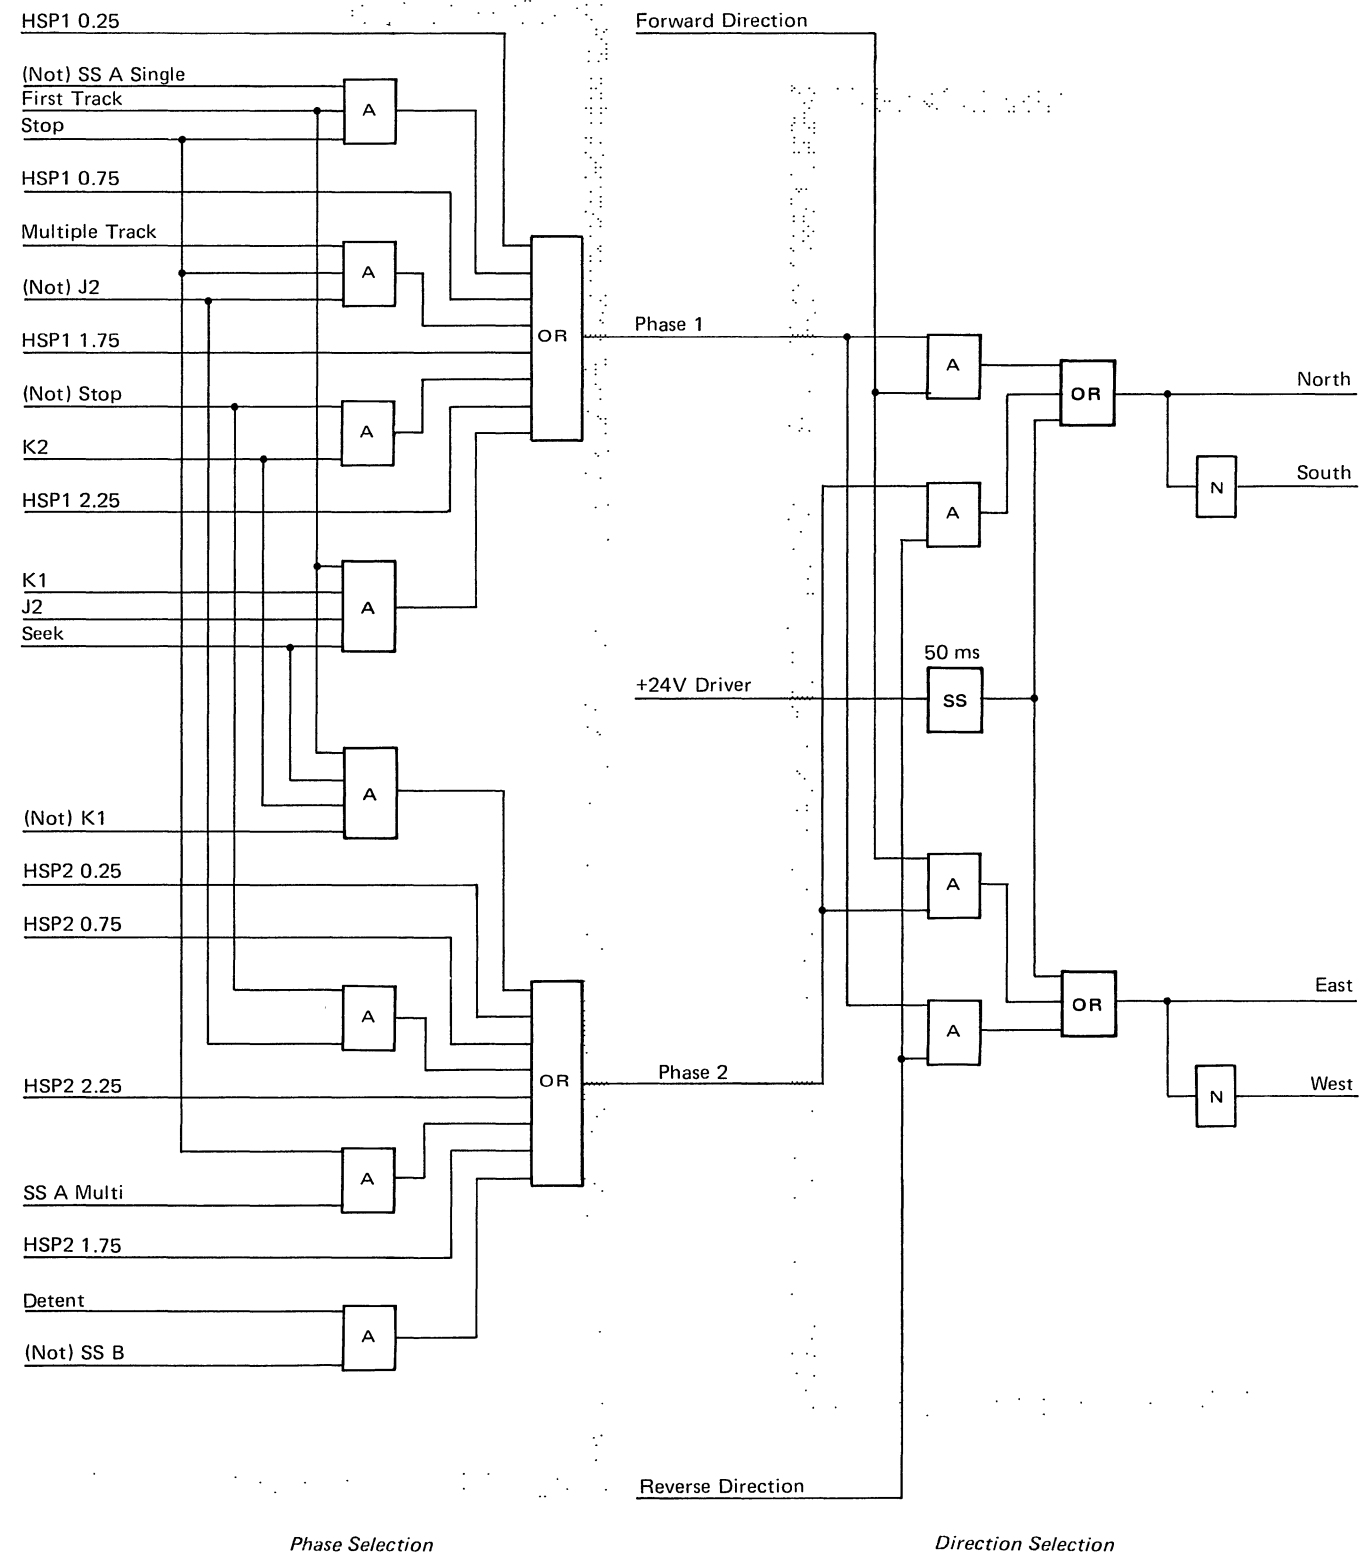 HSP1 0.25
(Not) SS A Single
First Track
Stop
A
HSP1 0.75
Multiple Track
A
(Not) J2
HSP1 1.75
OR
(Not) Stop
A
K2
HSP1 2.25
K1
J2
Seek
A
A
(Not) K1
HSP2 0.25
HSP2 0.75
A
OR
HSP2 2.25
A
SS A Multi
HSP2 1.75
Detent
A
(Not) SS B
Phase Selection
Forward Direction
Phase 1
A
OR
North
A
N
South
50 ms
+24V Driver
SS
A
East
OR
A
Phase 2
N
West
Reverse Direction
Direction Selection